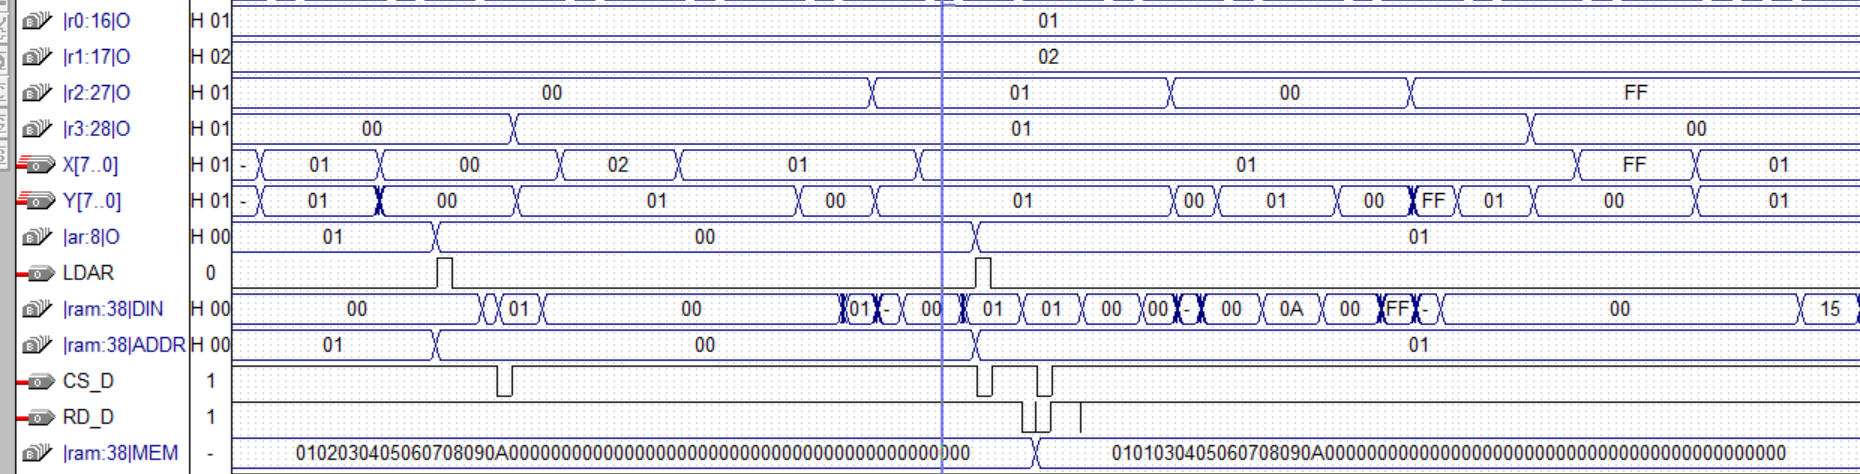 |r0:16|O H 01 01
|r1:17|O H 02 02
|r2:27|O H 01 00 01 00 FF
|r3:28|O H 01 00 01 00
X[7..0] H 01 - 01 00 02 01 01 FF 01
Y[7..0] H 01 - 01 00 01 00 01 00 01 00 FF 01 00 01
|ar:8|O H 00 01 00 01
LDAR 0
|ram:38|DIN H 00 00 01 00 01 - 00 01 01 00 00 - 00 0A 00 FF - 00 15
|ram:38|ADDR H 00 01 00 01
CS_D 1
RD_D 1
|ram:38|MEM -